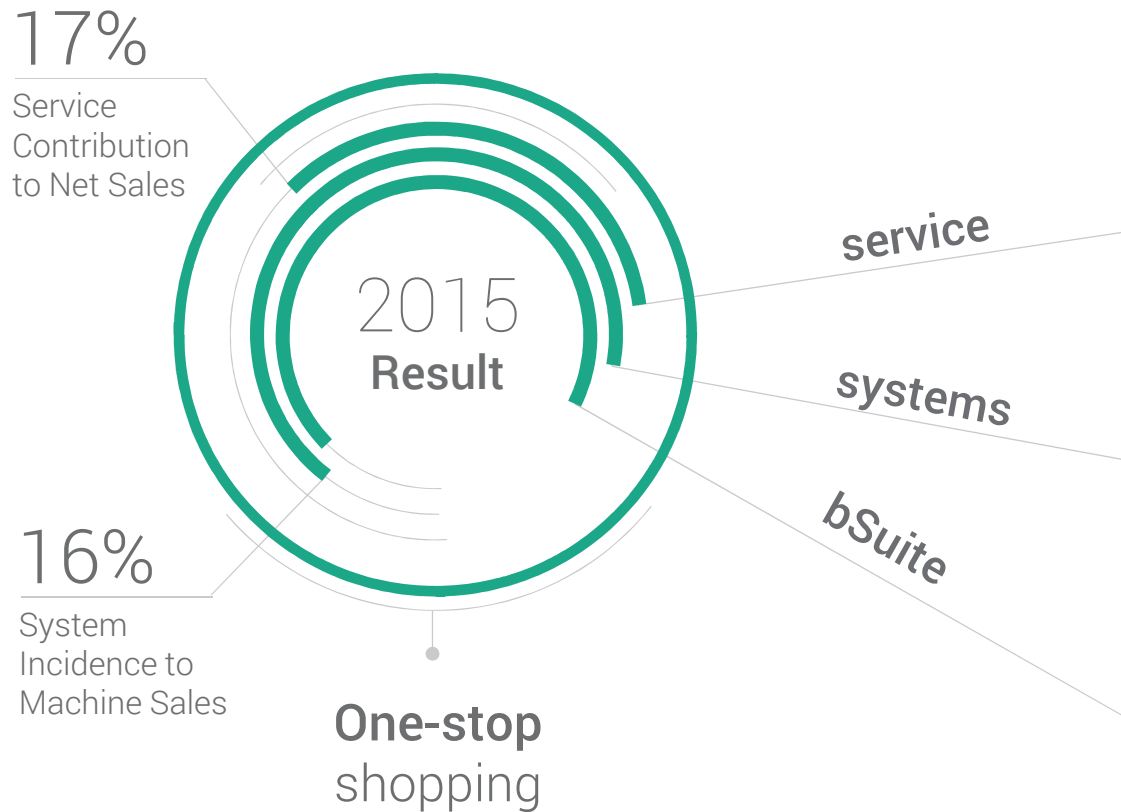 17%
Service
Contribution
to Net Sales
2015
Result
service
systems
bSuite
16%
System
Incidence to
Machine Sales
One-stop
shopping